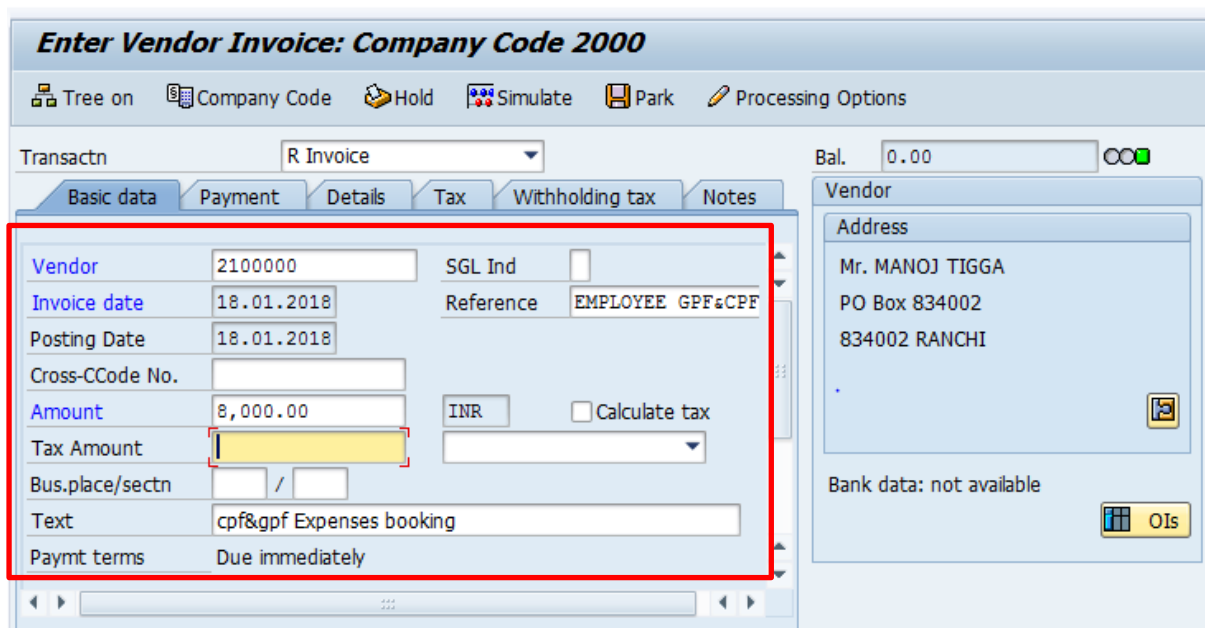 Enter Vendor Invoice: Company Code 2000
Tree on Company Code Hold Simulate Park Processing Options
Transactn R Invoice Bal. 0.00
Basic data Payment Details Tax Withholding tax Notes
Vendor
Address
Vendor 2100000 SGL Ind
Mr. MANOJ TIGGA
Invoice date 18.01.2018 Reference EMPLOYEE GPF&CPF
PO Box 834002
Posting Date 18.01.2018
834002 RANCHI
Cross-CCode No.
Amount 8,000.00 INR Calculate tax
Tax Amount
Bus.place/sectn /
Bank data: not available
Text cpf&gpf Expenses booking
OIs
Paymt terms Due immediately